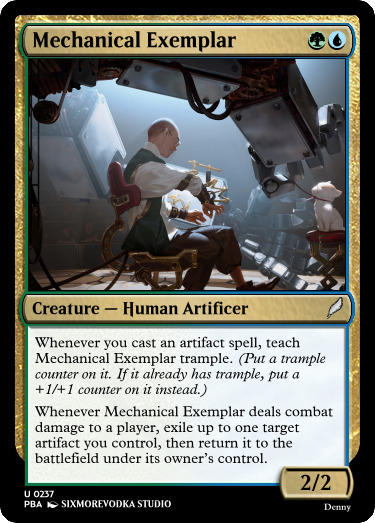 Mechanical Exemplar
Creature — Human Artificer
Whenever you cast an artifact spell, teach
Mechanical Exemplar trample. (Put a trample
counter on it. If it already has trample, put a
+1/+1 counter on it instead.)
Whenever Mechanical Exemplar deals combat
damage to a player, exile up to one target
artifact you control, then return it to the
battlefield under its owner's control.
2/2
U 0237
PBA SIXMOREVODKA STUDIO
Denny